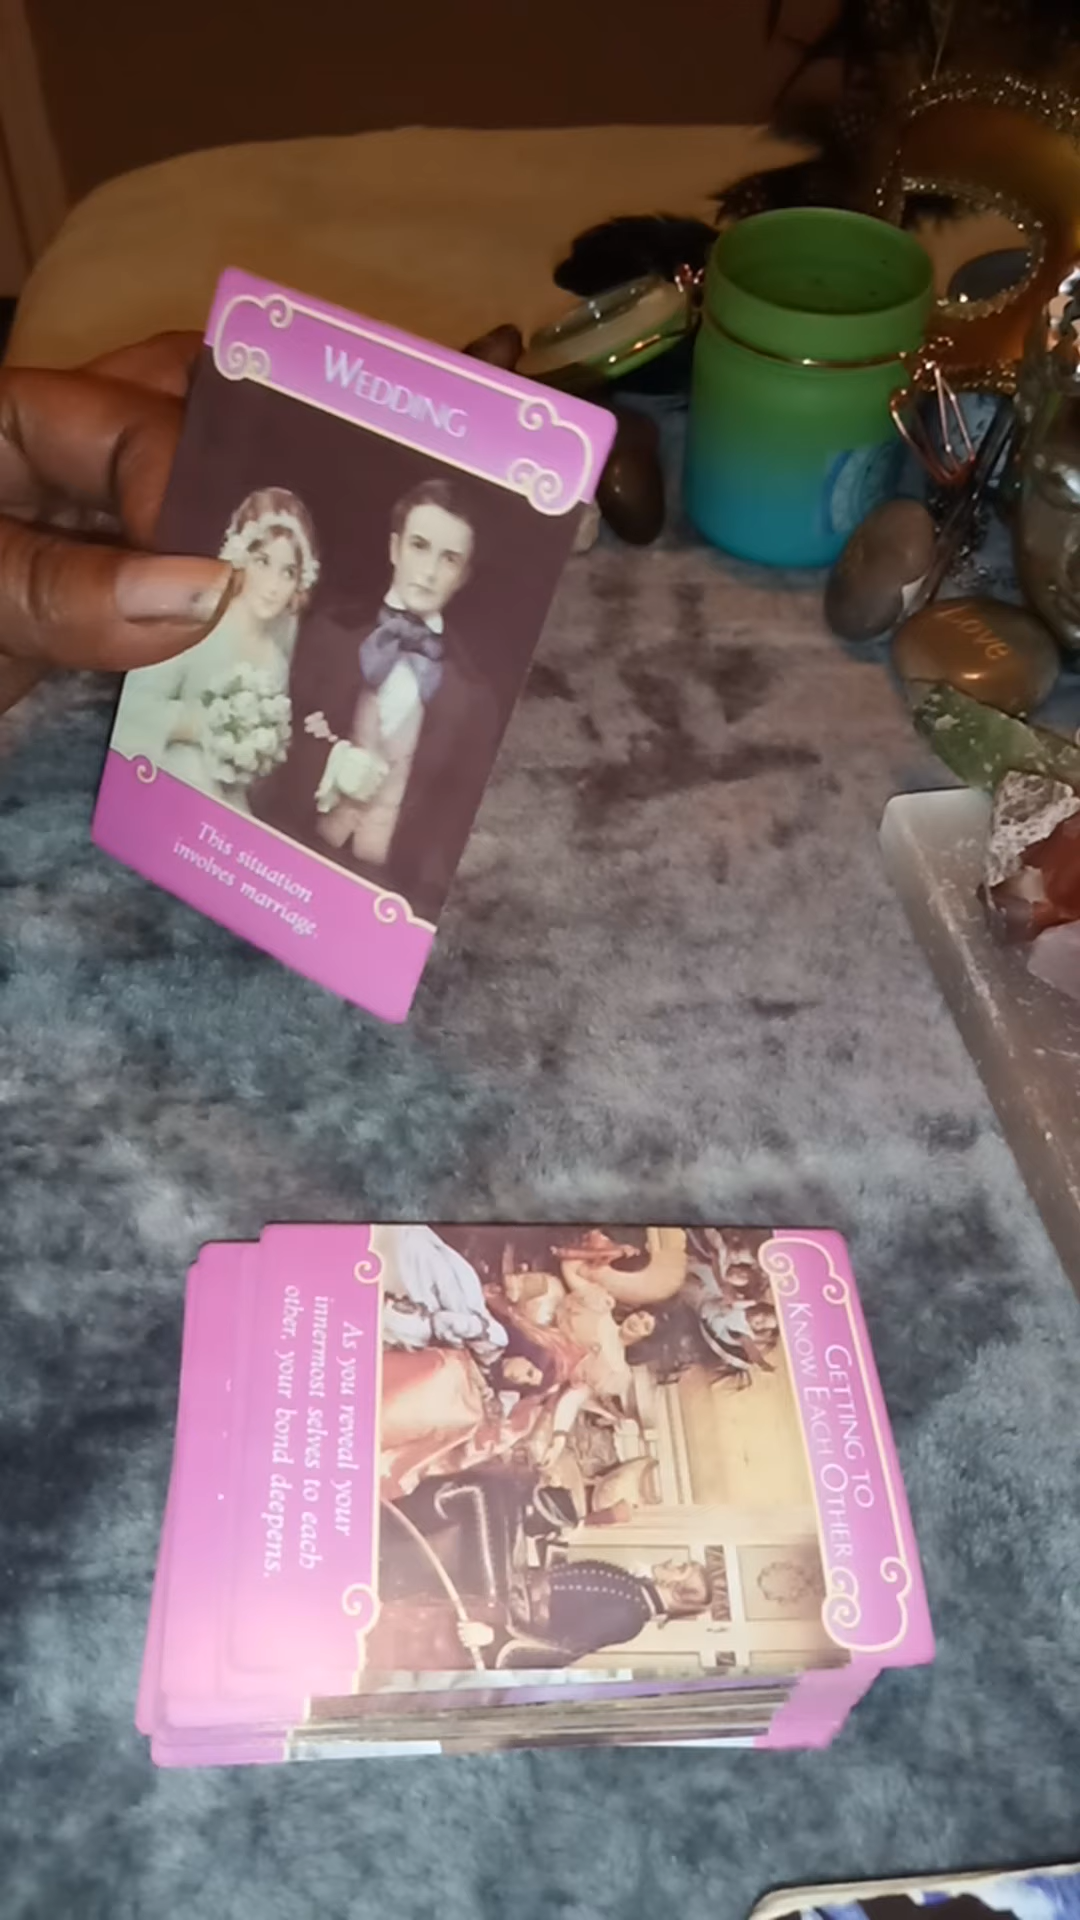 WEDDING
This situation
involves marriage.
Love
GETTING TO
KNOW EACH OTHER
As you reveal your
innermost selves to each
other, your bond deepens.